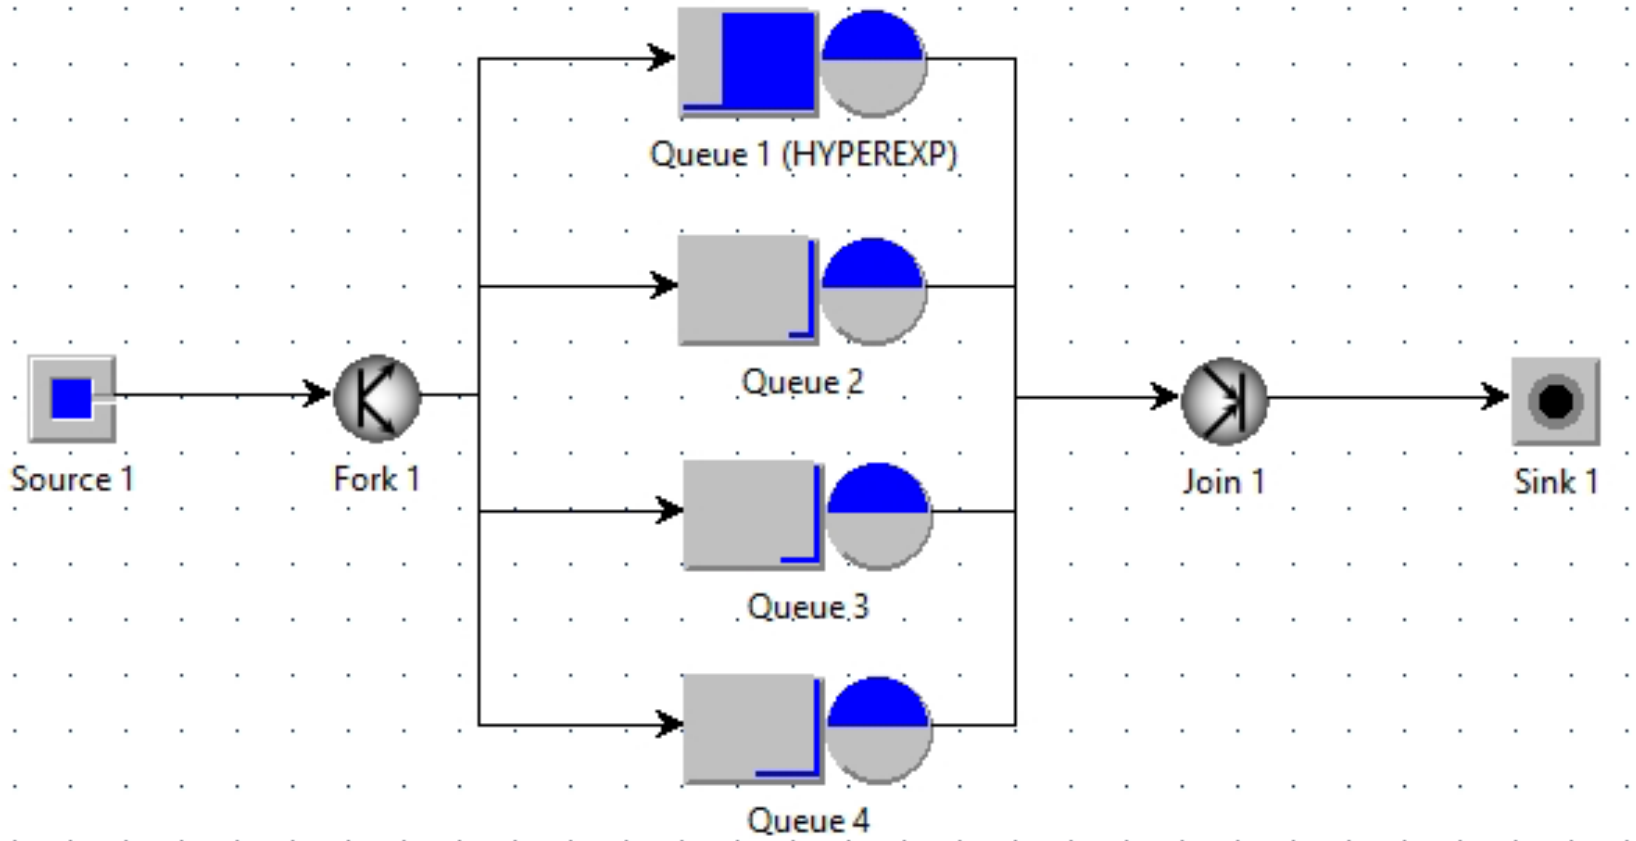 Queue 1 (HYPEREXP)
Queue 2
Source 1
Fork 1
Join 1
Sink 1
Queue 3
Queue 4